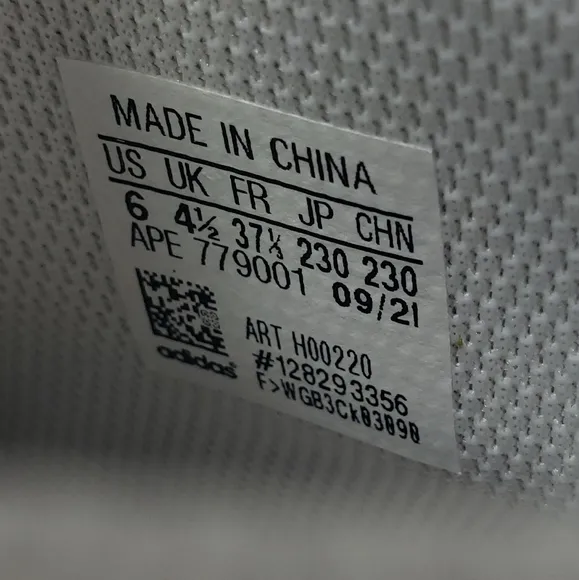 MADE IN CHINA
US UK FR JP CHN
6 4½ 37⅓ 230 230
APE 779001 09/21
ART H00220
#128293356
F>WGB3Ck03090
adidas